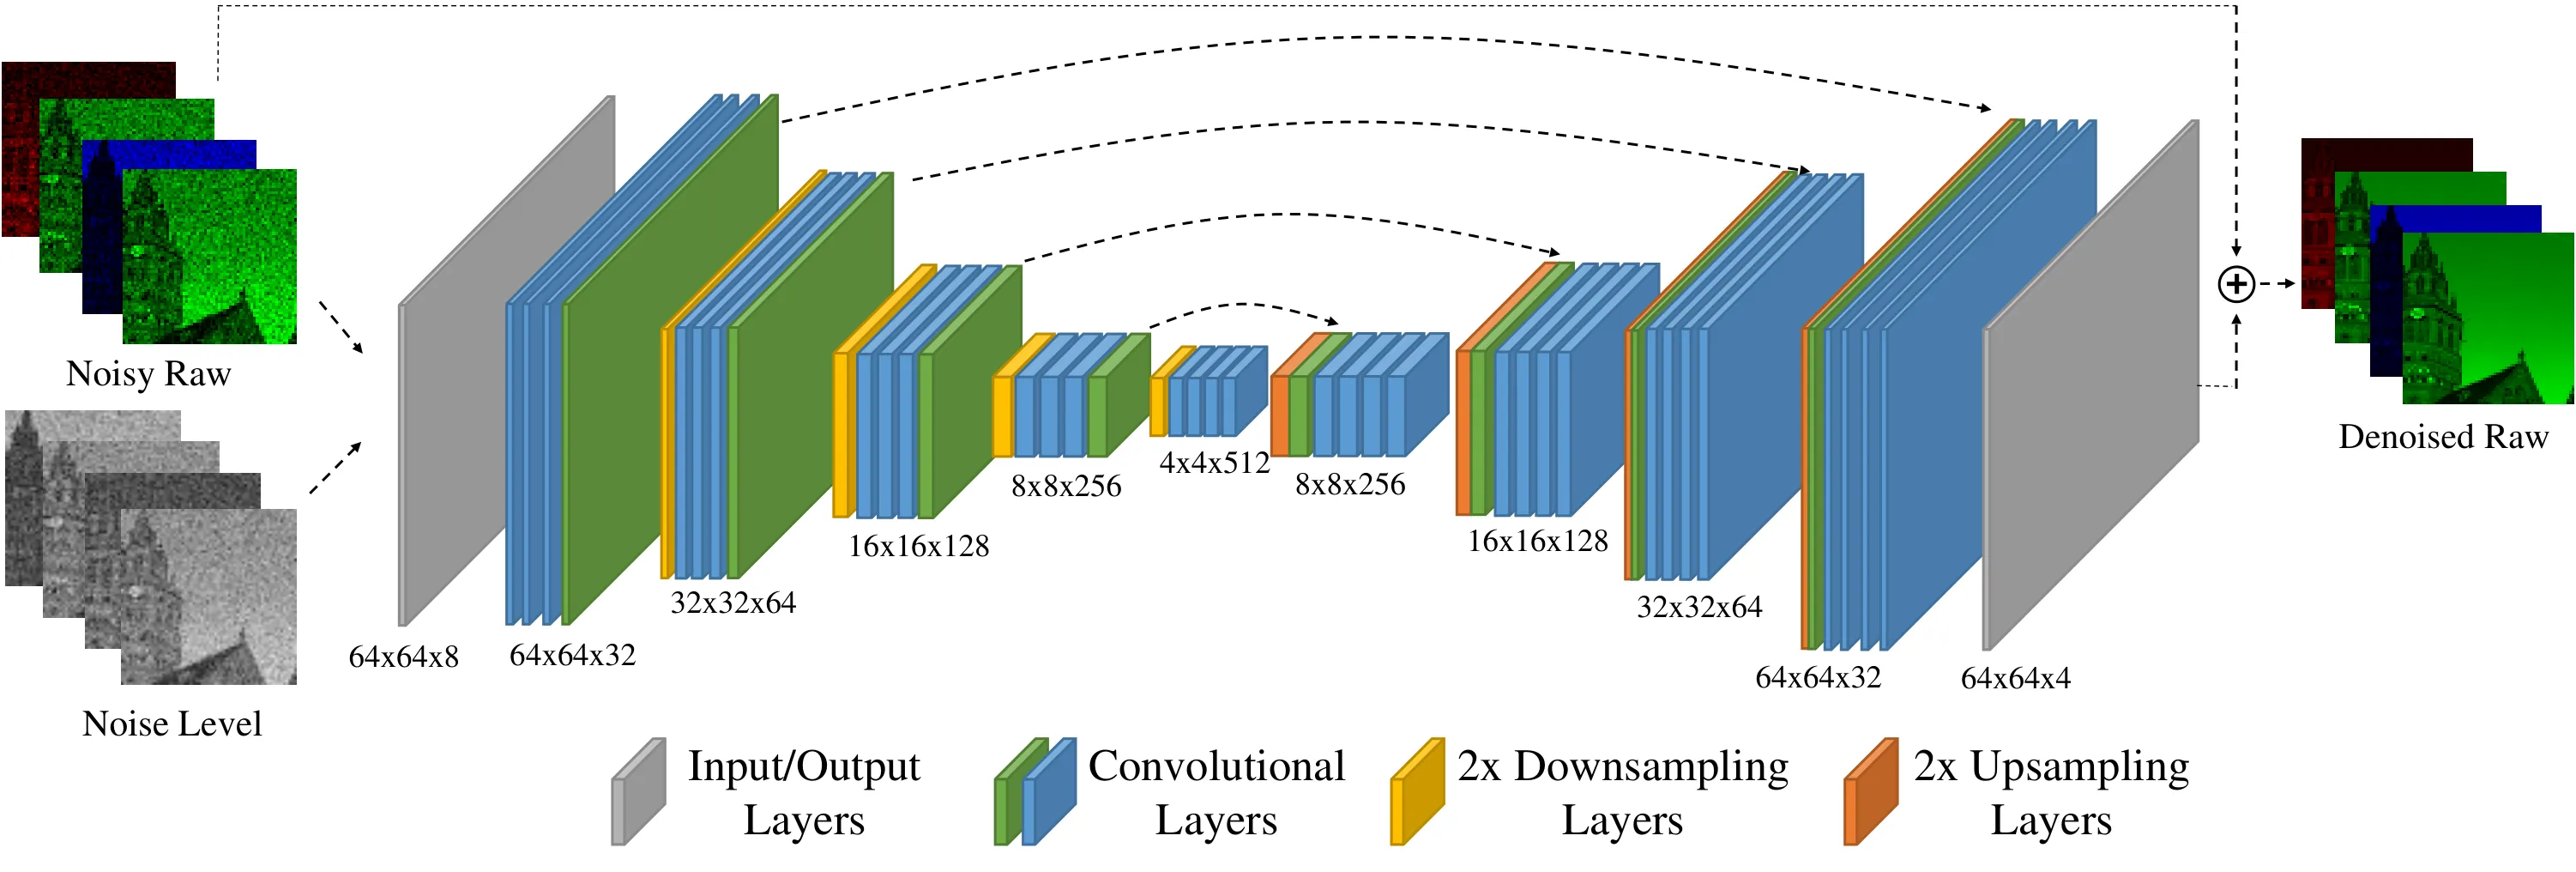 Noisy Raw
Noise Level
64x64x8
64x64x32
32x32x64
16x16x128
8x8x256
4x4x512
8x8x256
16x16x128
32x32x64
64x64x32
64x64x4
Denoised Raw
Input/Output
Layers
Convolutional
Layers
2x Downsampling
Layers
2x Upsampling
Layers